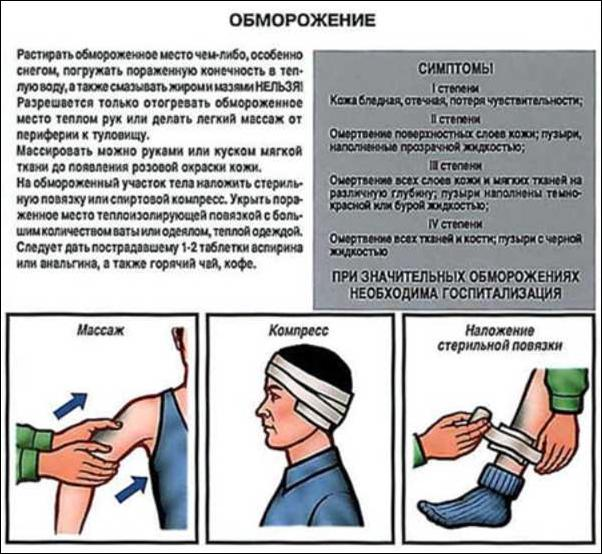 ОБМОРОЖЕНИЕ
Растирать обмороженное место чем-либо, особенно
снегом, погружать пораженную конечность в теп-
лую воду, а также смазывать жиром и мазями НЕЛЬЗЯ!
Разрешается только отогревать обмороженное
место теплом рук или делать легкий массаж от
периферии к туловищу.
Массировать можно руками или куском мягкой
ткани до появления розовой окраски кожи.
На обмороженный участок тела наложить стериль-
ную повязку или спиртовой компресс. Укрыть пора-
женное место теплоизолирующей повязкой с боль-
шим количеством ваты или одеялом, теплой одеждой.
Следует дать пострадавшему 1-2 таблетки аспирина
или анальгина, а также горячий чай, кофе.
СИМПТОМЫ
I степени
Кожа бледная, отечная, потеря чувствительности;
II степени
Омертвение поверхностных слоев кожи; пузыри,
наполненные прозрачной жидкостью;
III степени
Омертвение всех слоев кожи и мягких тканей на
различную глубину; пузыри наполнены темно-
красной или бурой жидкостью;
IV степени
Омертвение всех тканей и кости; пузыри с черной
жидкостью
ПРИ ЗНАЧИТЕЛЬНЫХ ОБМОРОЖЕНИЯХ
НЕОБХОДИМА ГОСПИТАЛИЗАЦИЯ
Массаж
Компресс
Наложение
стерильной повязки